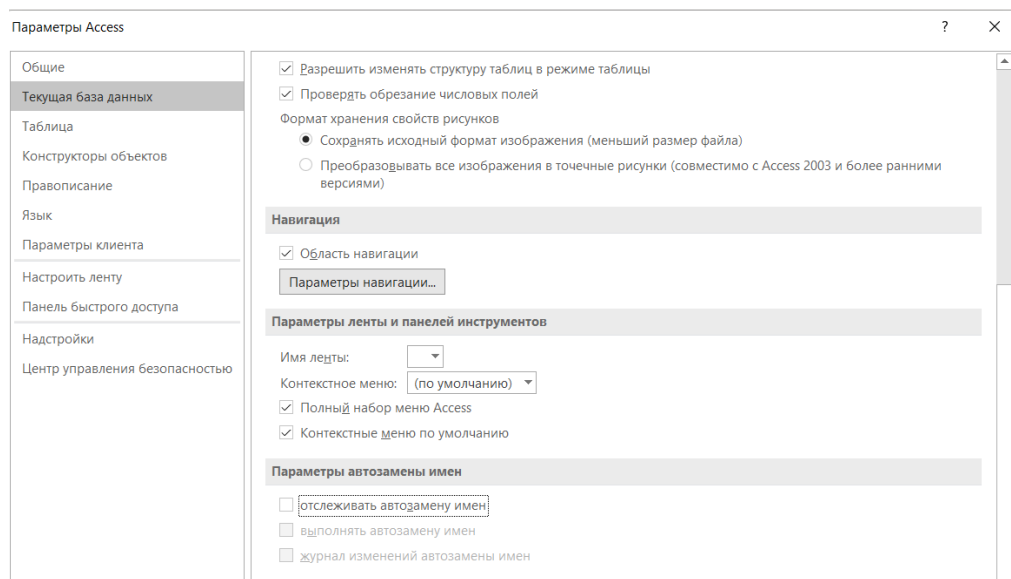 Параметры Access
?
Общие
Текущая база данных
Таблица
Конструкторы объектов
Правописание
Язык
Параметры клиента
Настроить ленту
Панель быстрого доступа
Надстройки
Центр управления безопасностью
Разрешить изменять структуру таблиц в режиме таблицы
Проверять обрезание числовых полей
Формат хранения свойств рисунков
Сохранять исходный формат изображения (меньший размер файла)
Преобразовывать все изображения в точечные рисунки (совместимо с Access 2003 и более ранними
версиями)
Навигация
Область навигации
Параметры навигации...
Параметры ленты и панелей инструментов
Имя ленты:
Контекстное меню: (по умолчанию)
Полный набор меню Access
Контекстные меню по умолчанию
Параметры автозамены имен
отслеживать автозамену имен
выполнять автозамену имен
журнал изменений автозамены имен